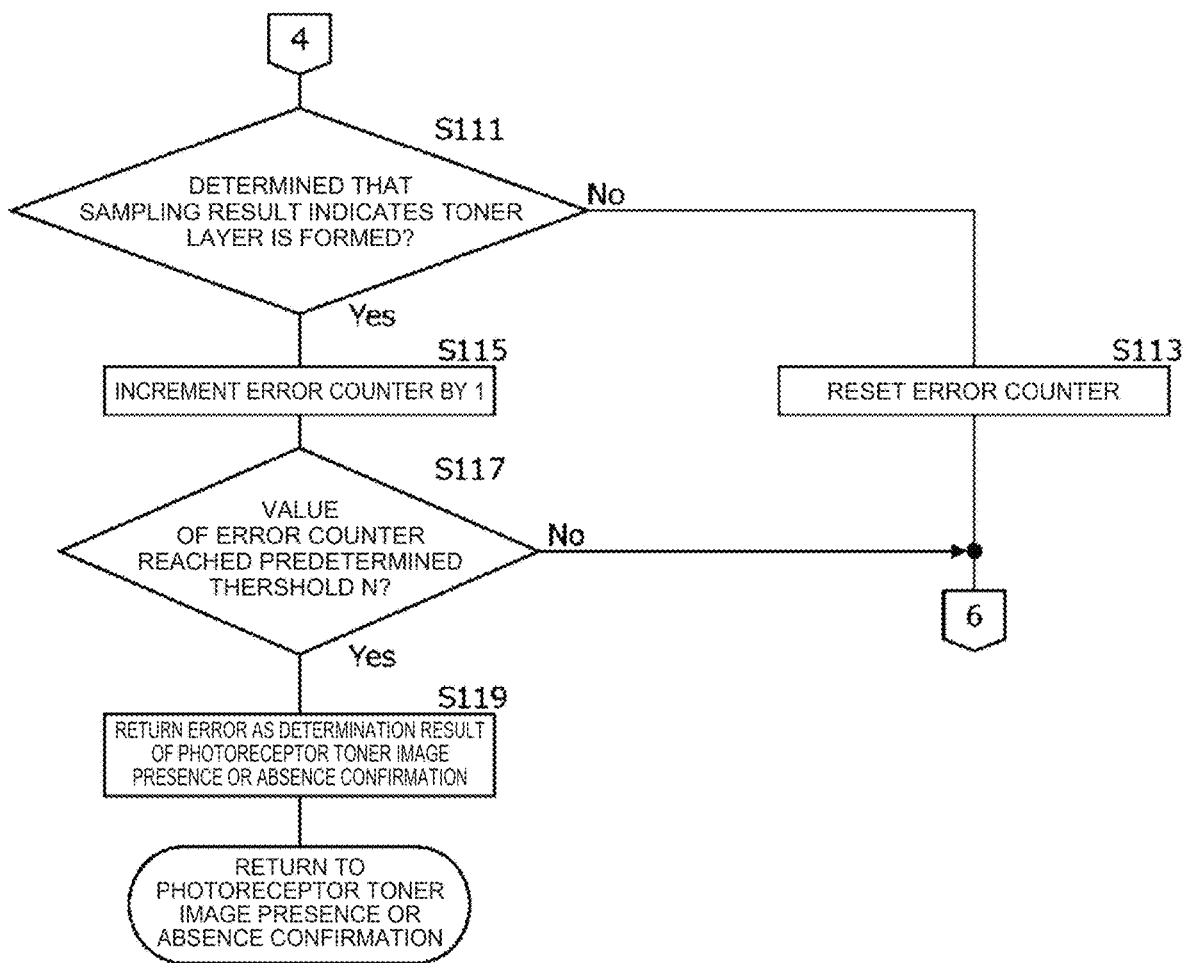 4
S111
DETERMINED THAT
SAMPLING RESULT INDICATES TONER
LAYER IS FORMED?
No
Yes
S115
INCREMENT ERROR COUNTER BY 1
S113
RESET ERROR COUNTER
S117
VALUE
OF ERROR COUNTER
REACHED PREDETERMINED
THERSHOLD N?
No
6
Yes
S119
RETURN ERROR AS DETERMINATION RESULT
OF PHOTORECEPTOR TONER IMAGE
PRESENCE OR ABSENCE CONFIRMATION
RETURN TO
PHOTORECEPTOR TONER
IMAGE PRESENCE OR
ABSENCE CONFIRMATION